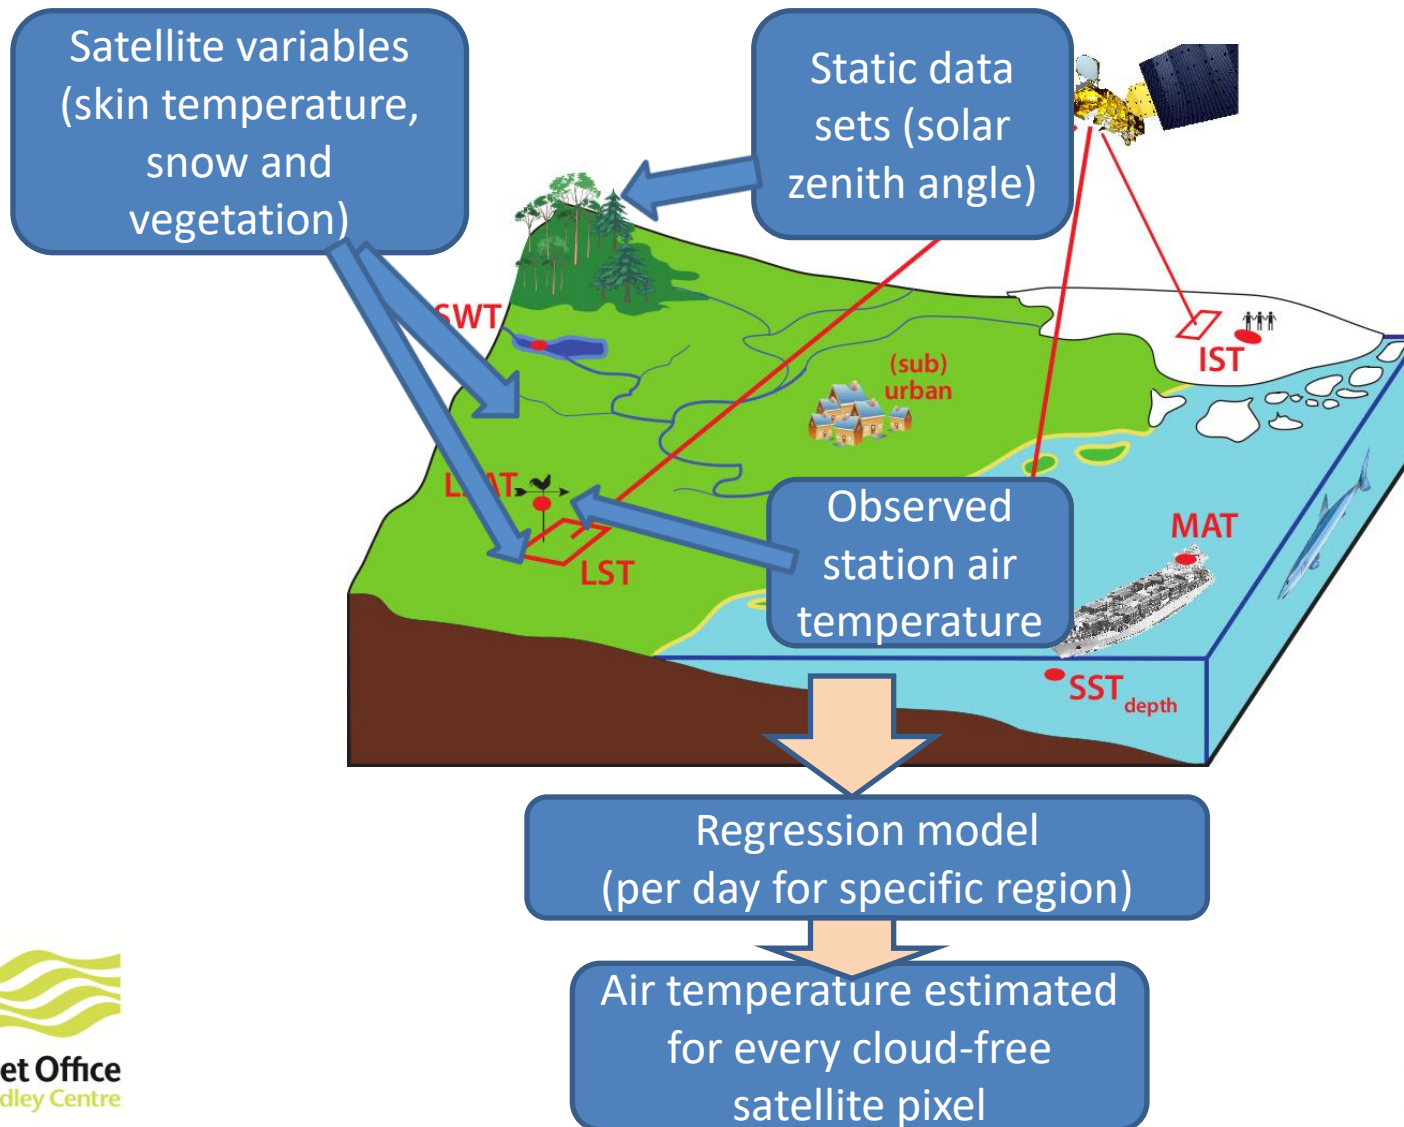 Satellite variables
(skin temperature,
snow and
vegetation)
Static data
sets (solar
zenith angle)
SWT
IST
(sub)
urban
LST
Observed
station air
temperature
MAT
SST depth
Regression model
(per day for specific region)
Air temperature estimated
for every cloud-free
satellite pixel
et Office
dley Centre